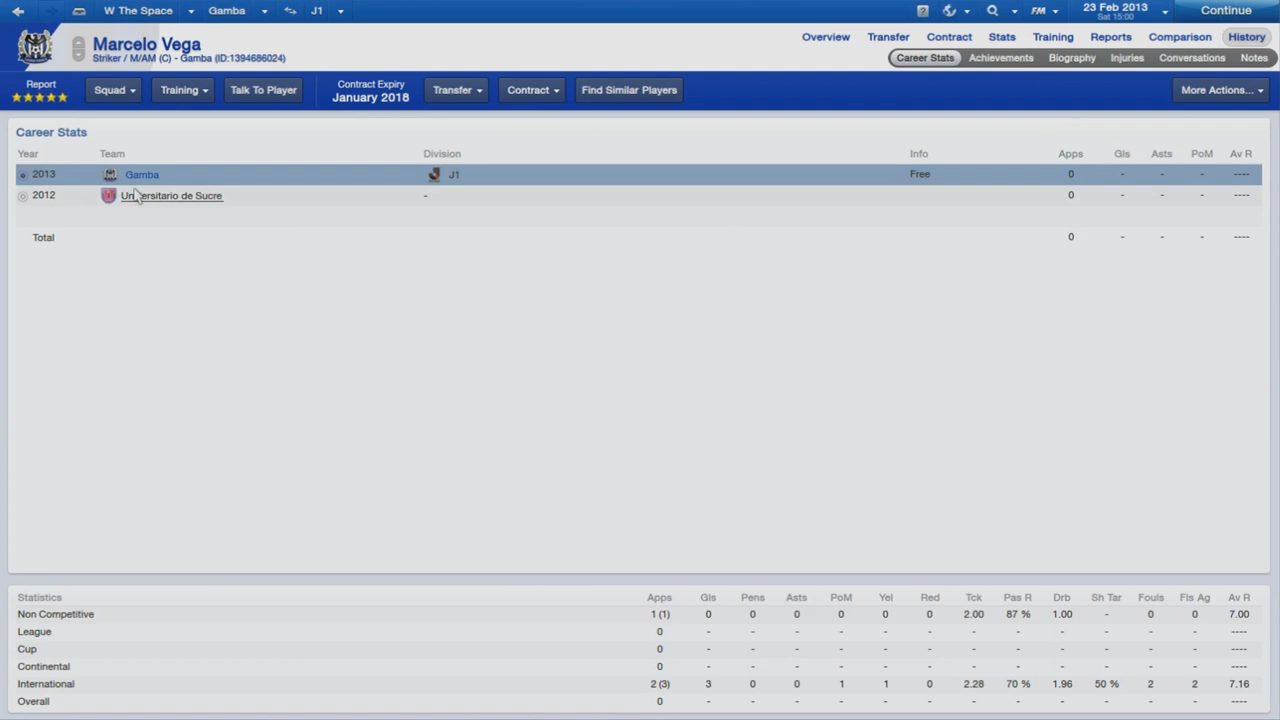 W The Space Gamba J1 FM 23 Feb 2013 Continue
Sat 15:00
Marcelo Vega Overview Transfer Contract Stats Training Reports Comparison History
Striker / M/AM (C) - Gamba (ID:1394686024) Career Stats Achievements Biography Injuries Conversations Notes
Report Squad Training Talk To Player Contract Expiry January 2018 Transfer Contract Find Similar Players More Actions...
Career Stats
Year Team Division Info Apps Gls Asts PoM Av R
2013 Gamba J1 Free 0 - - - ----
2012 Universitario de Sucre - 0 - - - ----
Total 0 - - - ----
Statistics Apps Gls Pens Asts PoM Yel Red Tck Pas R Drb Sh Tar Fouls Fls Ag Av R
Non Competitive 1 (1) 0 0 0 0 0 0 2.00 87 % 1.00 - 0 0 7.00
League 0 - - - - - - - - - - - - ----
Cup 0 - - - - - - - - - - - - ----
Continental 0 - - - - - - - - - - - - ----
International 2 (3) 3 0 0 1 1 0 2.28 70 % 1.96 50 % 2 2 7.16
Overall 0 - - - - - - - - - - - - ----